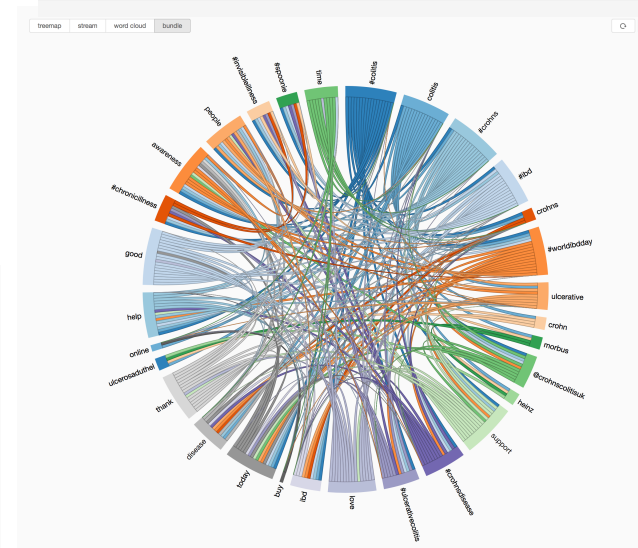 treemap
stream
word cloud
bundle
#colitis
colitis
#crohns
#ibd
crohns
#worldibdday
ulcerative
crohn
morbus
@crohnscolitisuk
heinz
support
#crohnsdisease
#ulcerativecolitis
love
ibd
buy
today
disease
thank
ulcerosaduthel
online
help
good
#chronicillness
awareness
people
#invisibleillness
#spoonie
time